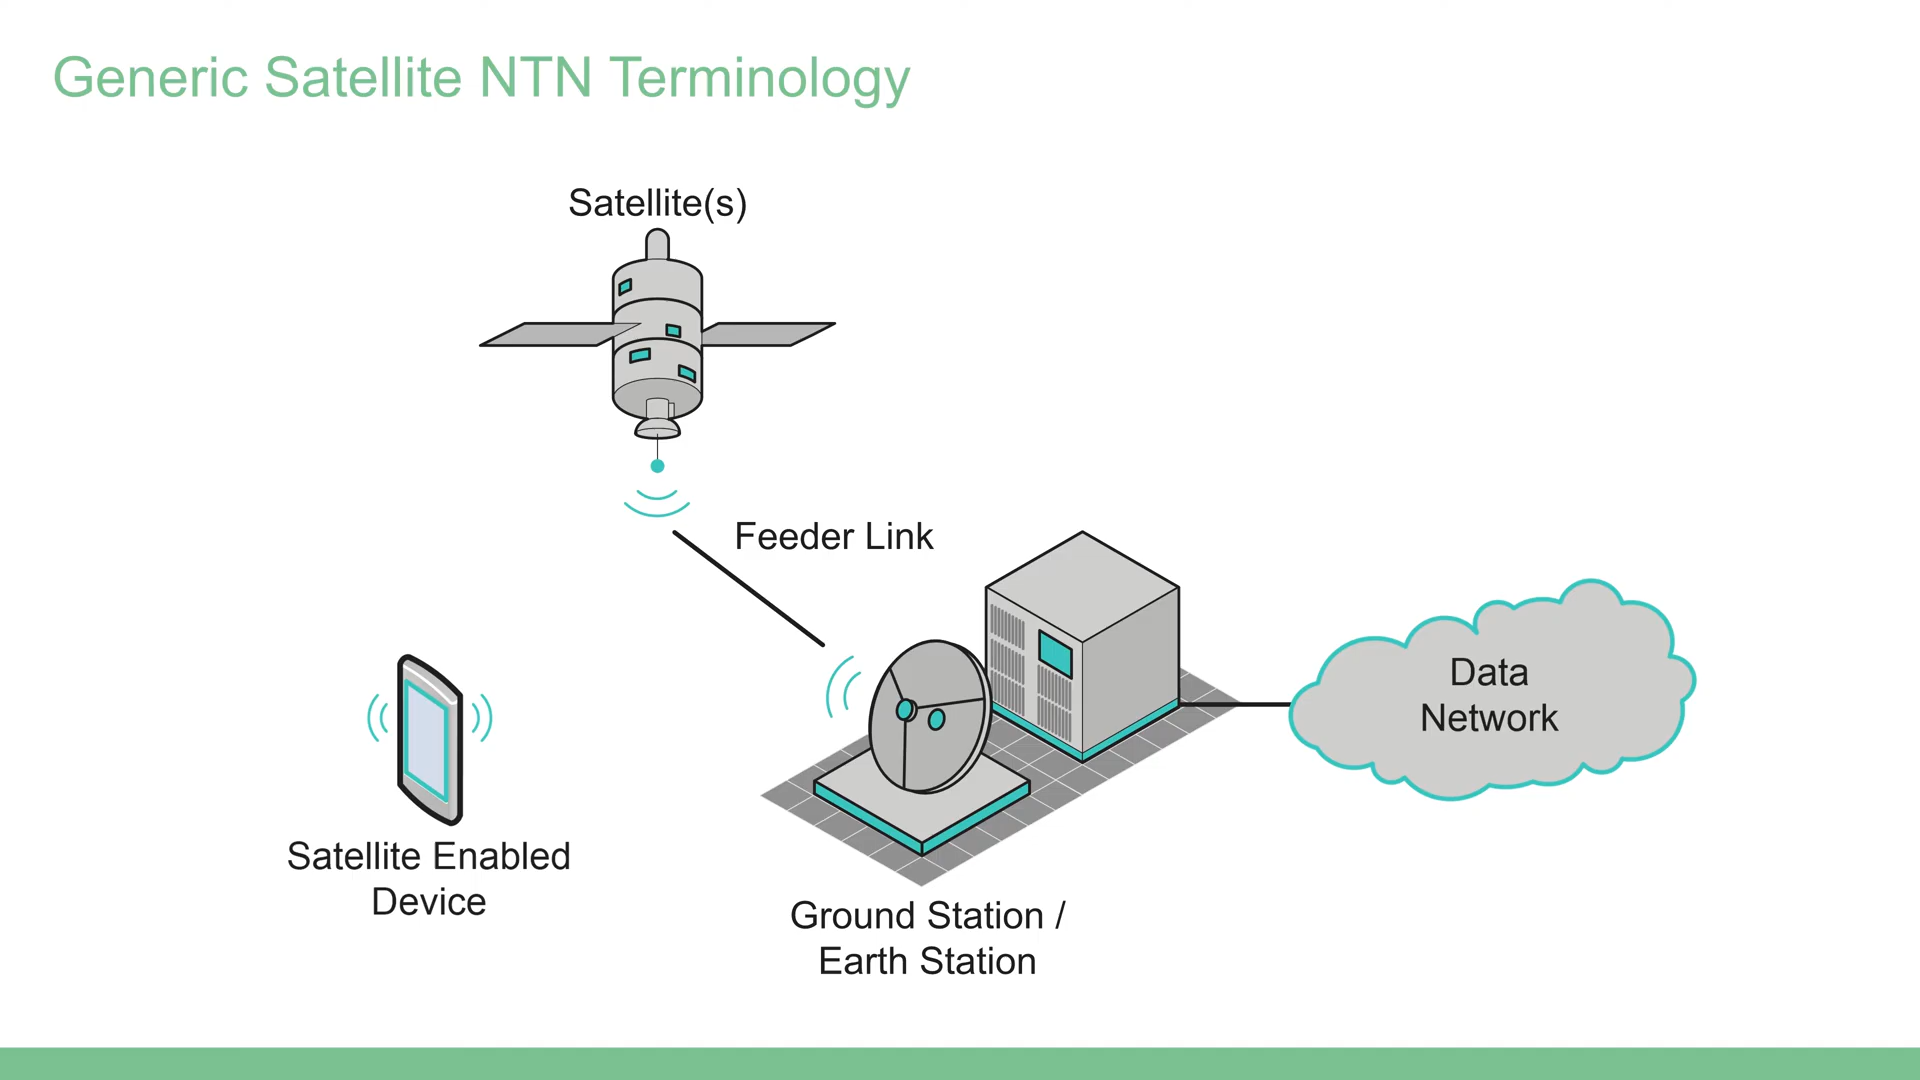 Generic Satellite NTN Terminology
Satellite(s)
Feeder Link
Data
Network
Satellite Enabled
Device
Ground Station /
Earth Station